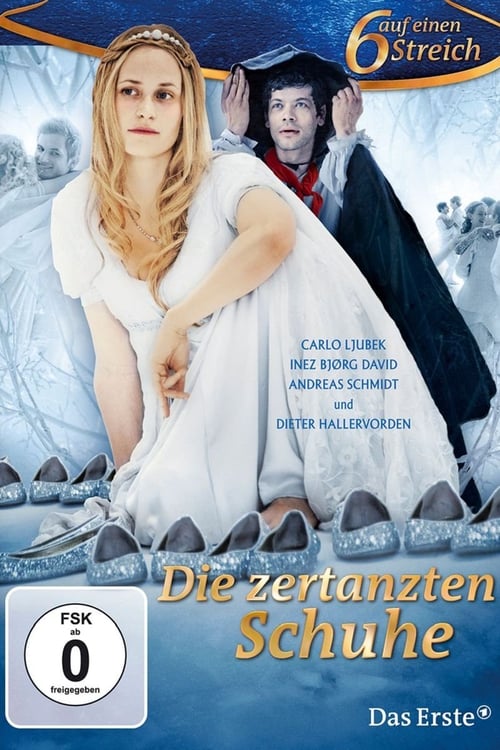 6 auf einen
Streich
CARLO LJUBEK
INEZ BJØRG DAVID
ANDREAS SCHMIDT
und
DIETER HALLERVORDEN
Die zertanzten
Schuhe
FSK
ab
0
freigegeben
Das Erste